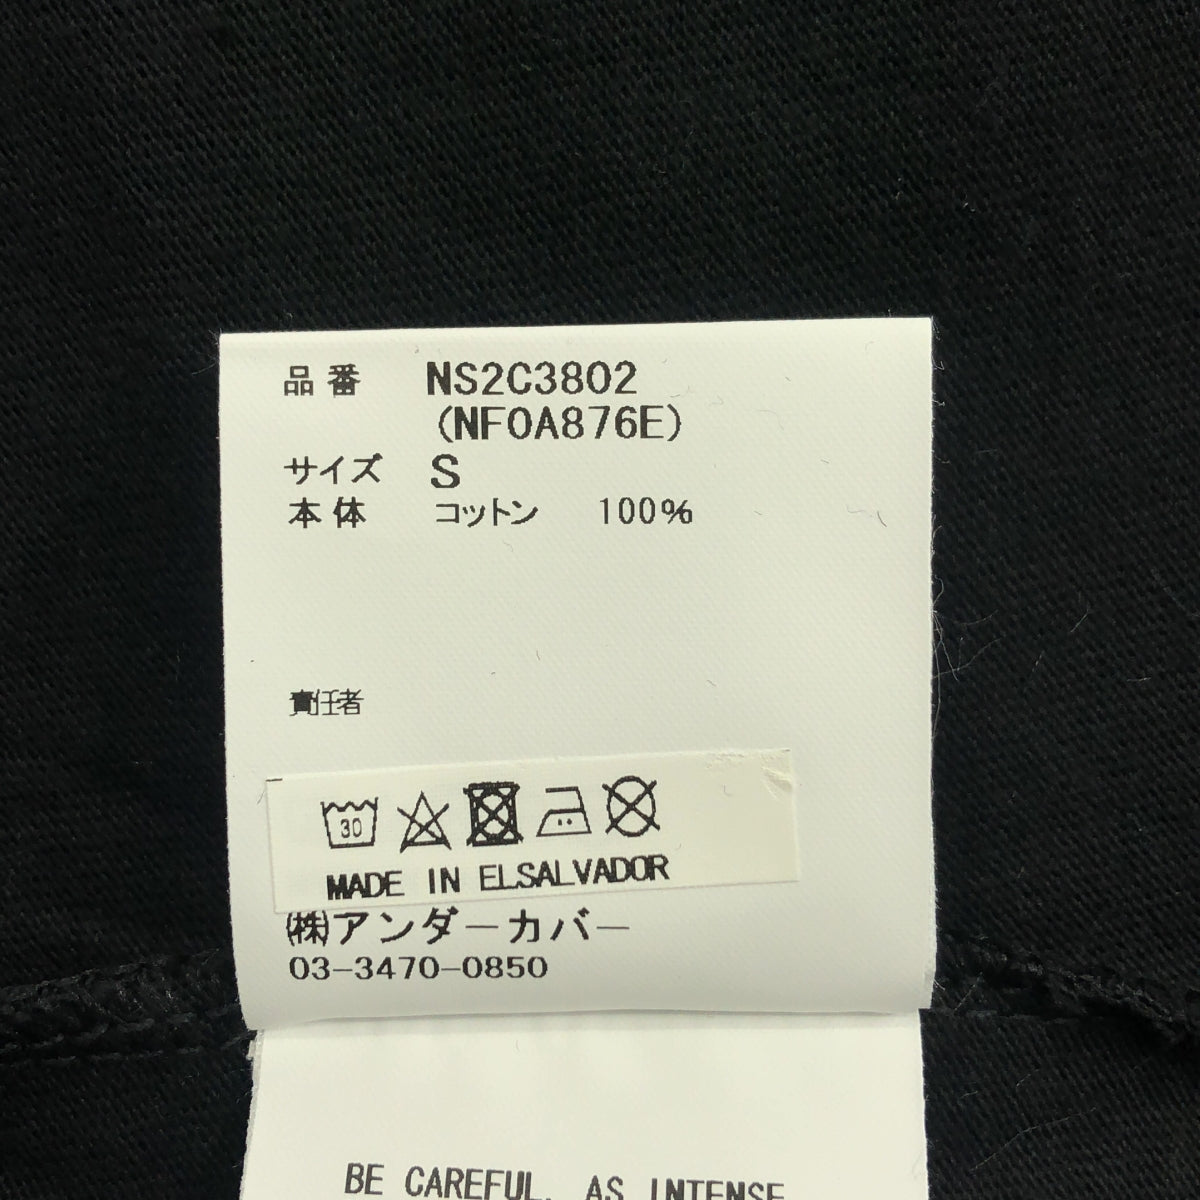 品番 NS2C3802
(NF0A876E)
サイズ S
本体 コットン 100%
責任者
30
MADE IN ELSALVADOR
㈱アンダーカバー
03-3470-0850
BE CAREFUL, AS INTENSE